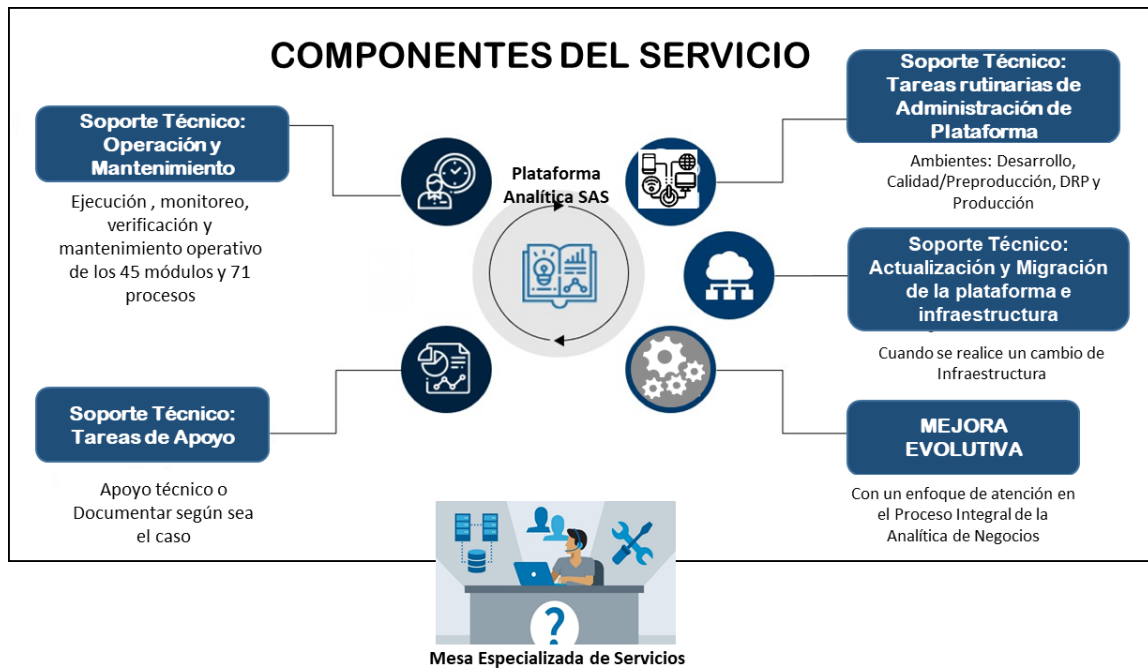 COMPONENTES DEL SERVICIO
Soporte Técnico:
Operación y
Mantenimiento
Ejecución , monitoreo,
verificación y
mantenimiento operativo
de los 45 módulos y 71
procesos
Soporte Técnico:
Tareas de Apoyo
Apoyo técnico o
Documentar según sea
el caso
Plataforma
Analítica SAS
Soporte Técnico:
Tareas rutinarias de
Administración de
Plataforma
Ambientes: Desarrollo,
Calidad/Preproducción, DRP y
Producción
Soporte Técnico:
Actualización y Migración
de la plataforma e
infraestructura
Cuando se realice un cambio de
Infraestructura
MEJORA
EVOLUTIVA
Con un enfoque de atención en
el Proceso Integral de la
Analítica de Negocios
?
Mesa Especializada de Servicios